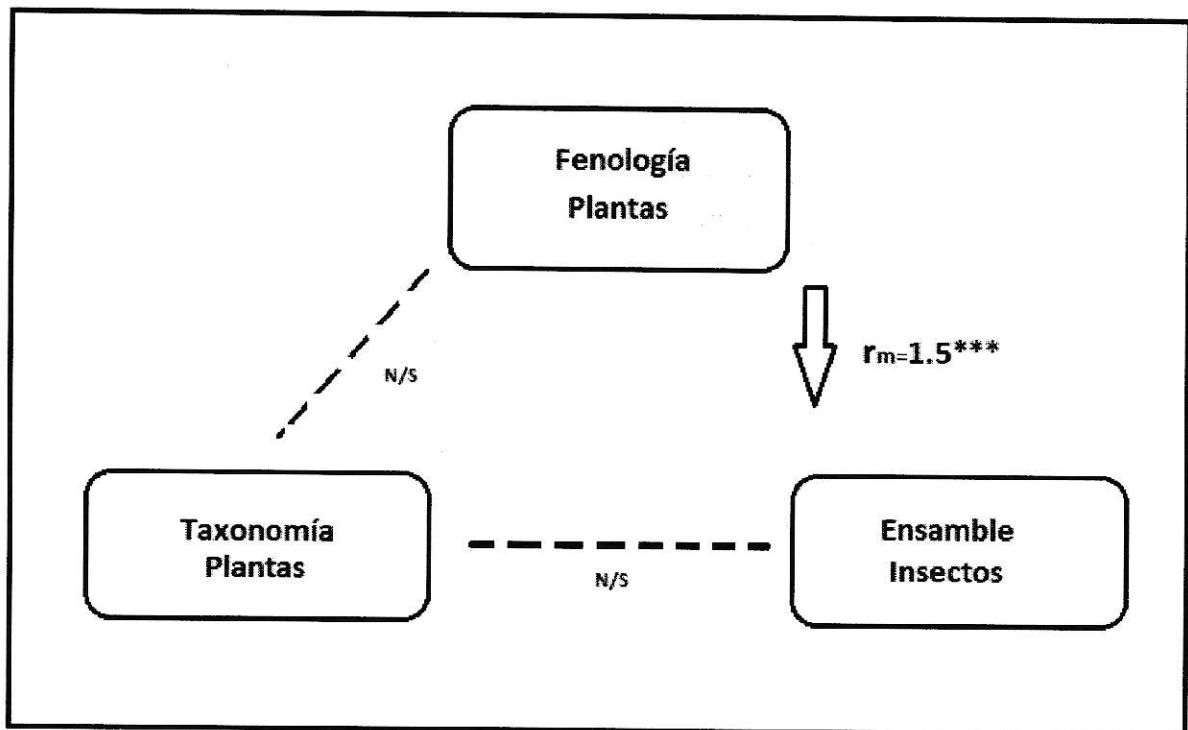 Fenología
Plantas
rm=1.5***
N/S
Taxonomía
Plantas
N/S
Ensamble
Insectos